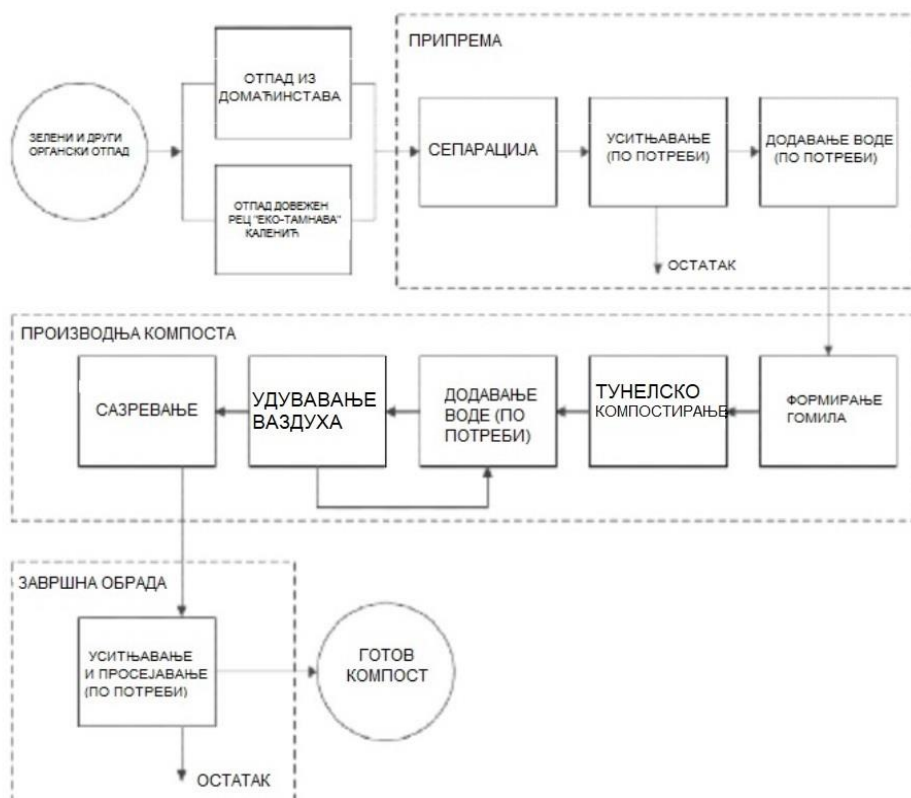 ЗЕЛЕНИ И ДРУГИ
ОРГАНСКИ ОТПАД
ОТПАД ИЗ
ДОМАЋИНСТАВА
ОТПАД ДОВЕЖЕН
РЕЦ "ЕКО-ТАМНАВА"
КАЛЕНИЋ
ПРИПРЕМА
СЕПАРАЦИЈА
УСИТЊАВАЊЕ
(ПО ПОТРЕБИ)
ДОДАВАЊЕ ВОДЕ
(ПО ПОТРЕБИ)
ОСТАТАК
ПРОИЗВОДЊА КОМПОСТА
ФОРМИРАЊЕ
ГОМИЛА
ТУНЕЛСКО
КОМПОСТИРАЊЕ
ДОДАВАЊЕ
ВОДЕ (ПО
ПОТРЕБИ)
УДУВАВАЊЕ
ВАЗДУХА
САЗРЕВАЊЕ
ЗАВРШНА ОБРАДА
УСИТЊАВАЊЕ
И ПРОСЕЈАВАЊЕ
(ПО ПОТРЕБИ)
ГОТОВ
КОМПОСТ
ОСТАТАК